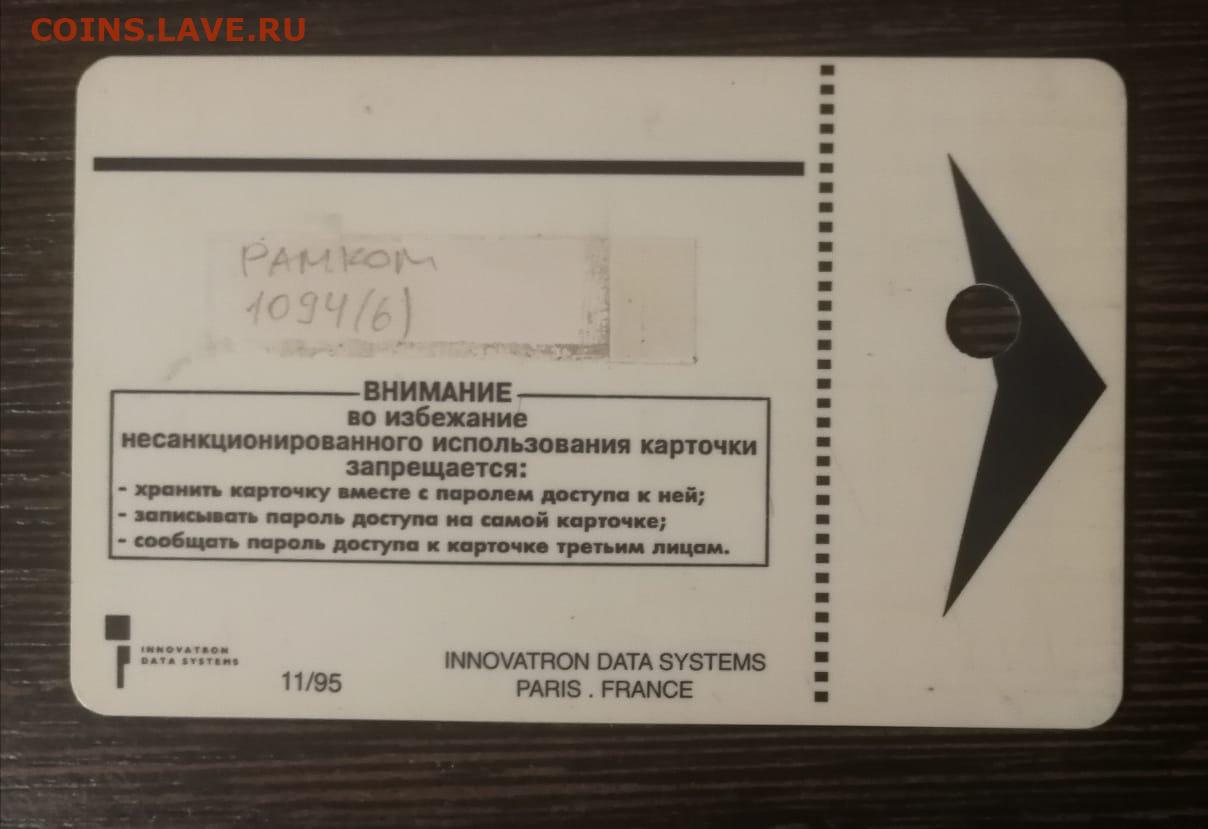 COINS.LAVE.RU
РАМКОМ
1094/6)
ВНИМАНИЕ
во избежание
несанкционированного использования карточки
запрещается:
- хранить карточку вместе с паролем доступа к ней;
- записывать пароль доступа на самой карточке;
- сообщать пароль доступа к карточке третьим лицам.
INNOVATRON
DATA SYSTEMS
11/95
INNOVATRON DATA SYSTEMS
PARIS . FRANCE